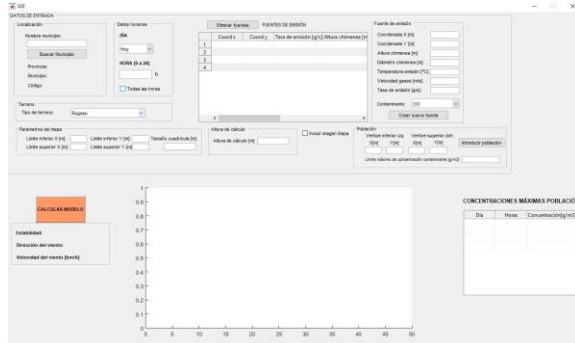 DATOS DE ENTRADA
Localización
Nombre municipio:
Buscar Municipio
Provincia:
Municipio:
Código:
Datos horarios
DÍA
Hoy
HORA [0 a 24]
h
Todas las horas
Eliminar fuentes
FUENTES DE EMISIÓN
Coord x
Coord y
Tasa de emisión [g/s]
Altura chimenea [m
1
2
3
4
Fuente de emisión
Coordenada X [m]
Coordenada Y [m]
Altura chimenea [m]
Diámetro chimenea [m]
Temperatura emisión [ºC]
Velocidad gases [m/s]
Tasa de emisión [g/s]
Contaminante
CO
Crear nueva fuente
Terreno
Tipo de terreno:
Rugoso
Parámetros del mapa
Límite inferior X [m]
Límite inferior Y [m]
Tamaño cuadrícula [m]
Límite superior X [m]
Límite superior Y [m]
Altura de cálculo
Altura de cálculo [m]
Incluir imagen Mapa
Población
Vértice inferior izq.
Vértice superior dch.
X[m]
Y[m]
X[m]
Y[m]
Introducir población
Límite máximo de concentración contaminante [g/m3]
CALCULAR MODELO
Estabilidad:
Dirección del viento:
Velocidad del viento [km/h]
1
0.9
0.8
0.7
0.6
0.5
0.4
0.3
0.2
0.1
0
0
5
10
15
20
25
30
35
40
45
50
CONCENTRACIONES MÁXIMAS POBLACIÓ
Día
Horas
Concentración[g/m3